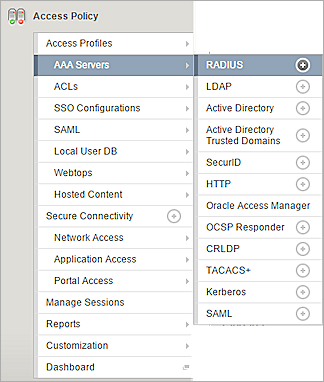 Access Policy
Access Profiles
AAA Servers
ACLs
SSO Configurations
SAML
Local User DB
Webtops
Hosted Content
Secure Connectivity
Network Access
Application Access
Portal Access
Manage Sessions
Reports
Customization
Dashboard
RADIUS
LDAP
Active Directory
Active Directory
Trusted Domains
SecurID
HTTP
Oracle Access Manager
OCSP Responder
CRLDP
TACACS+
Kerberos
SAML